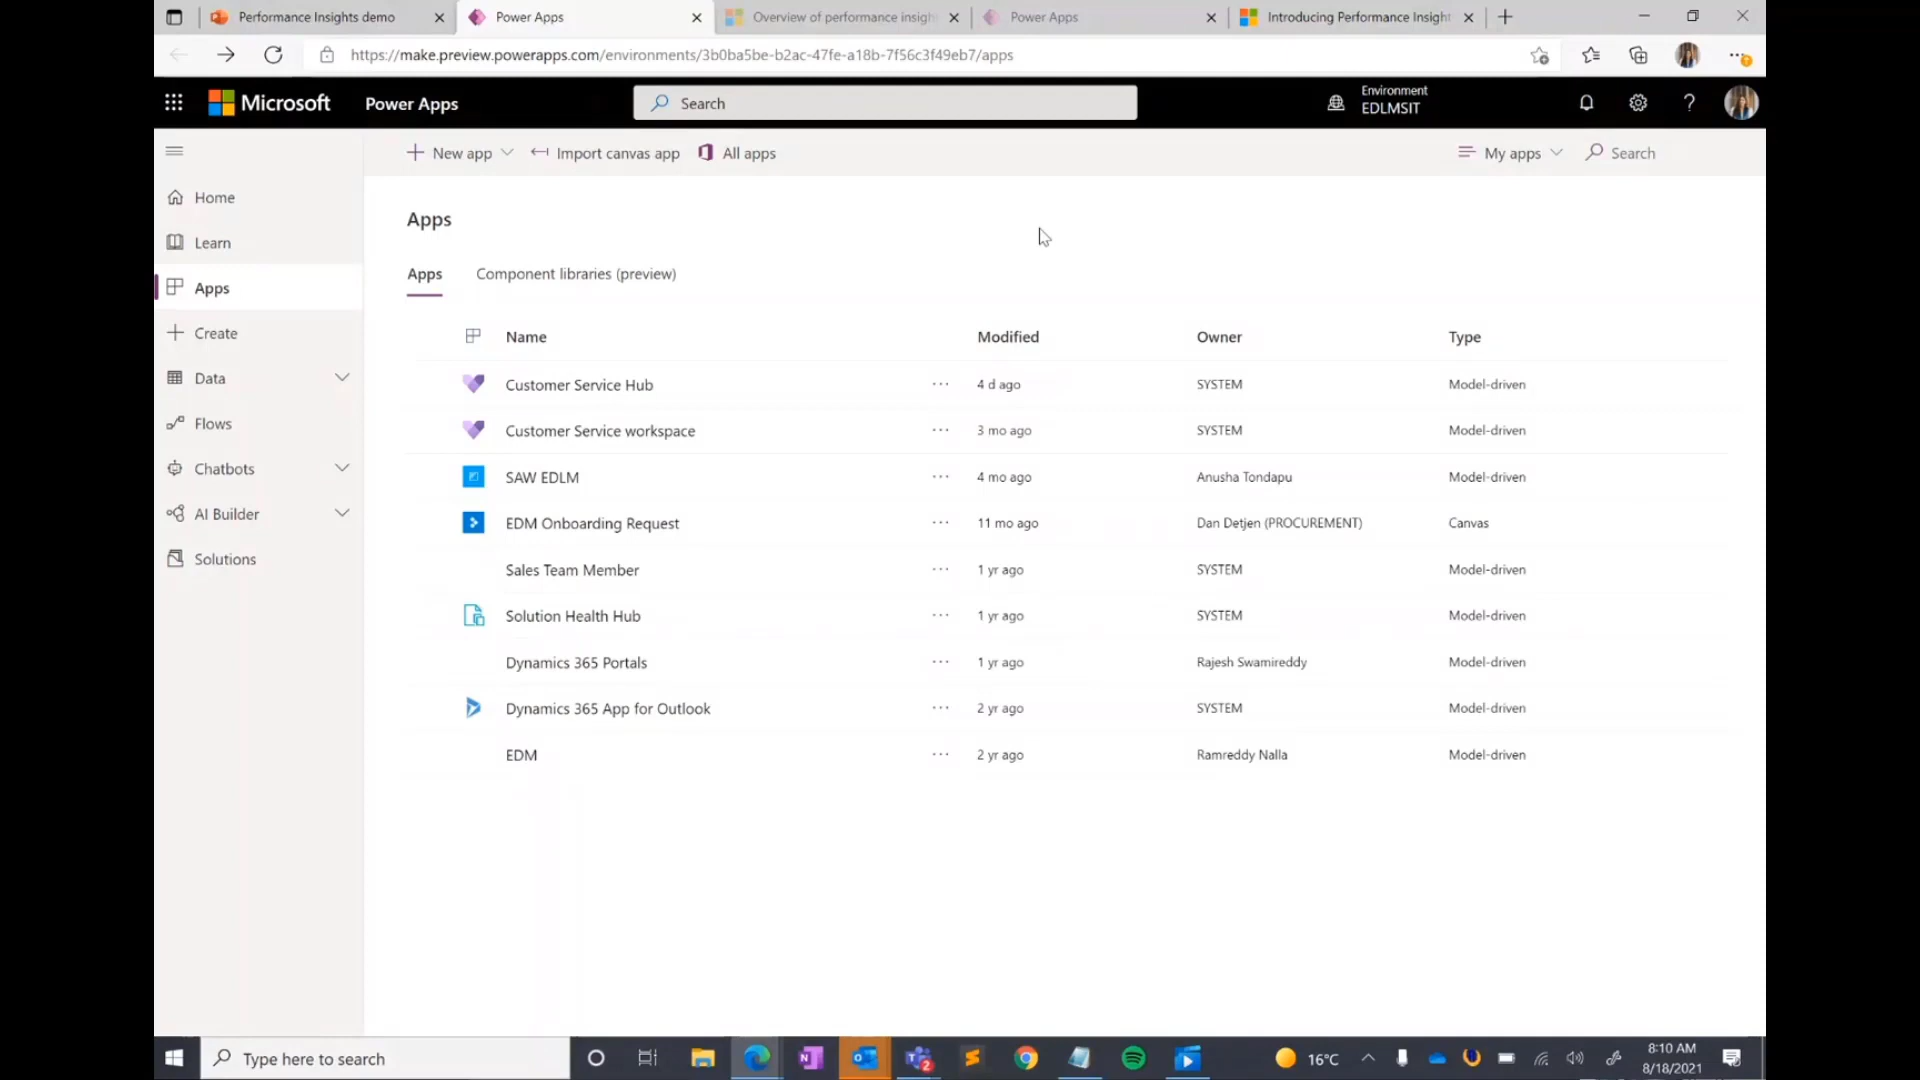 Performance Insights demo
Power Apps
Overview of performance insigh
Power Apps
Introducing Performance Insight
https://make.preview.powerapps.com/environments/3b0ba5be-b2ac-47fe-a18b-7f56c3f49eb7/apps
Microsoft
Power Apps
Search
Environment
EDLMSIT
New app
Import canvas app
All apps
My apps
Search
Home
Learn
Apps
Create
Data
Flows
Chatbots
AI Builder
Solutions
Apps
Apps
Component libraries (preview)
Name Modified Owner Type
Customer Service Hub ··· 4 d ago SYSTEM Model-driven
Customer Service workspace ··· 3 mo ago SYSTEM Model-driven
SAW EDLM ··· 4 mo ago Anusha Tondapu Model-driven
EDM Onboarding Request ··· 11 mo ago Dan Detjen (PROCUREMENT) Canvas
Sales Team Member ··· 1 yr ago SYSTEM Model-driven
Solution Health Hub ··· 1 yr ago SYSTEM Model-driven
Dynamics 365 Portals ··· 1 yr ago Rajesh Swamireddy Model-driven
Dynamics 365 App for Outlook ··· 2 yr ago SYSTEM Model-driven
EDM ··· 2 yr ago Ramreddy Nalla Model-driven
Type here to search
2
16°C
8:10 AM
8/18/2021